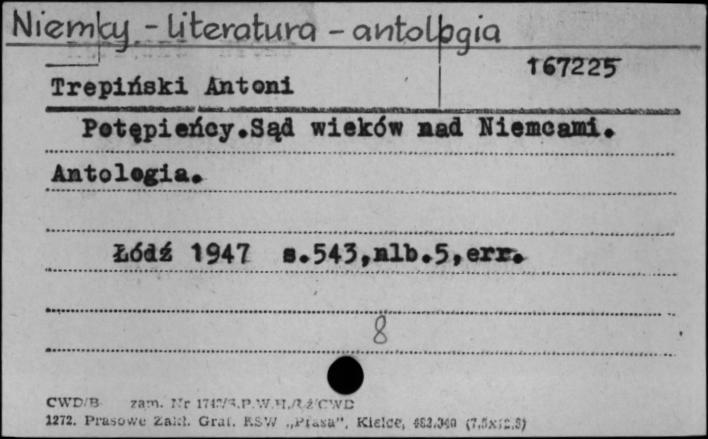 Niemcy - literatura - antologia
167225
Trepiński Antoni
Potępieńcy.Sąd wieków nad Niemcami.
Antologia.
Łódź 1947 s.543,nlb.5,err.
8
CWD/B zam. Nr
1272. Prasowe Zakł. Graf. RSW „Prasa", Kielce,